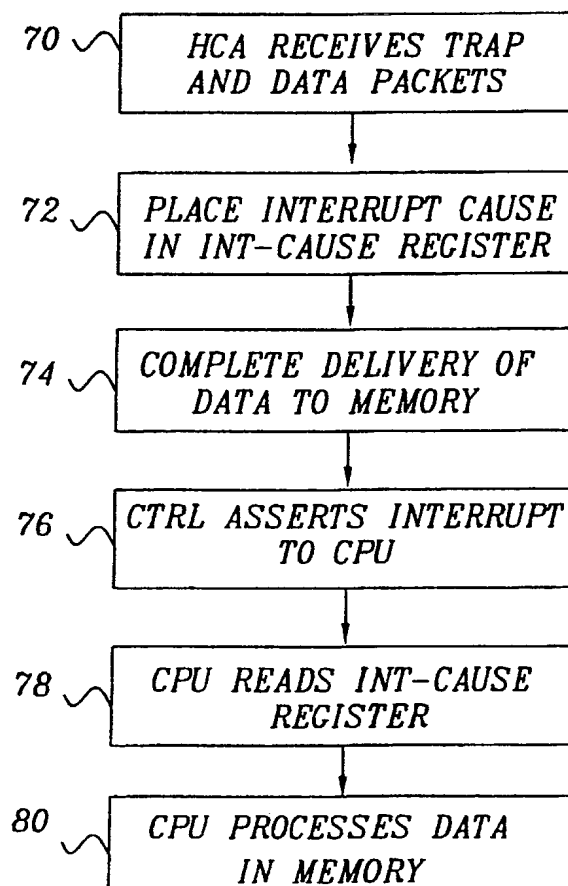 70
HCA RECEIVES TRAP
AND DATA PACKETS
72
PLACE INTERRUPT CAUSE
IN INT-CAUSE REGISTER
74
COMPLETE DELIVERY OF
DATA TO MEMORY
76
CTRL ASSERTS INTERRUPT
TO CPU
78
CPU READS INT-CAUSE
REGISTER
80
CPU PROCESSES DATA
IN MEMORY